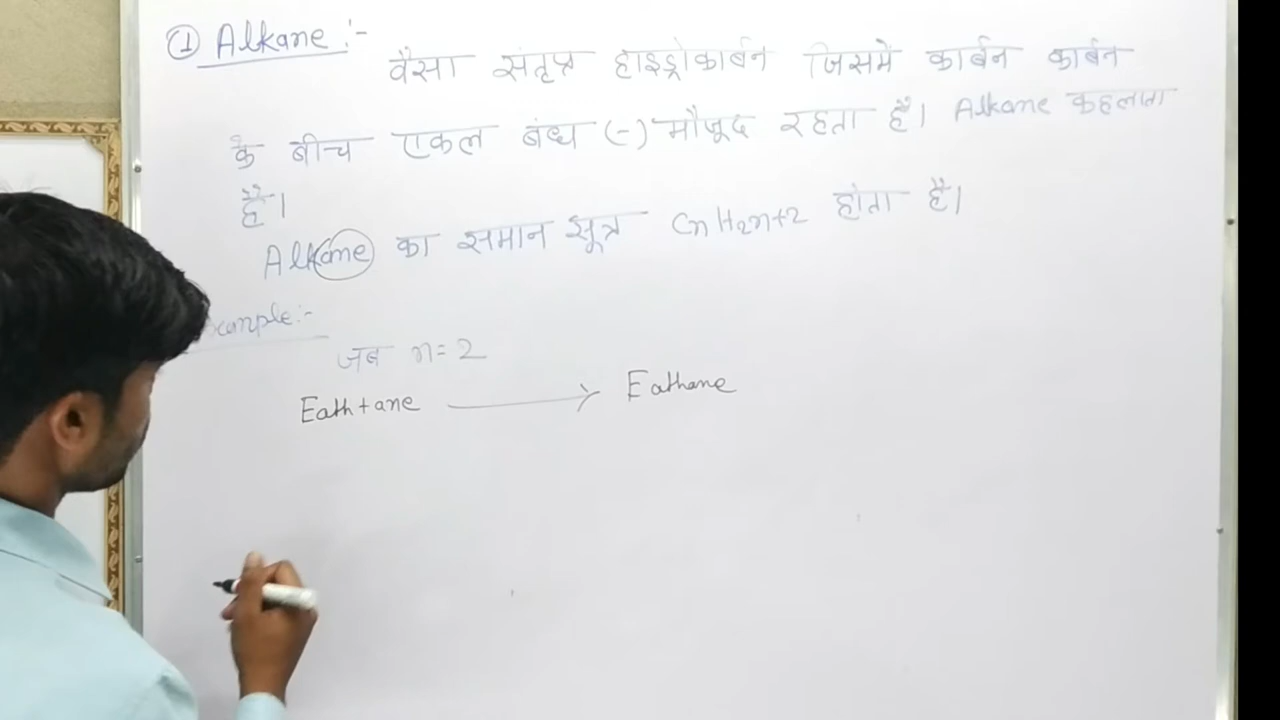 ① Alkane :-
वैसा संतृप्त हाइड्रोकार्बन जिसमें कार्बन कार्बन
के बीच एकल बंध (-) मौजूद रहता है। Alkane कहलाता
है।
Alkane का समान सूत्र CnH2n+2 होता है।
xample:-
जब n=2
Eath+ane → Eathane